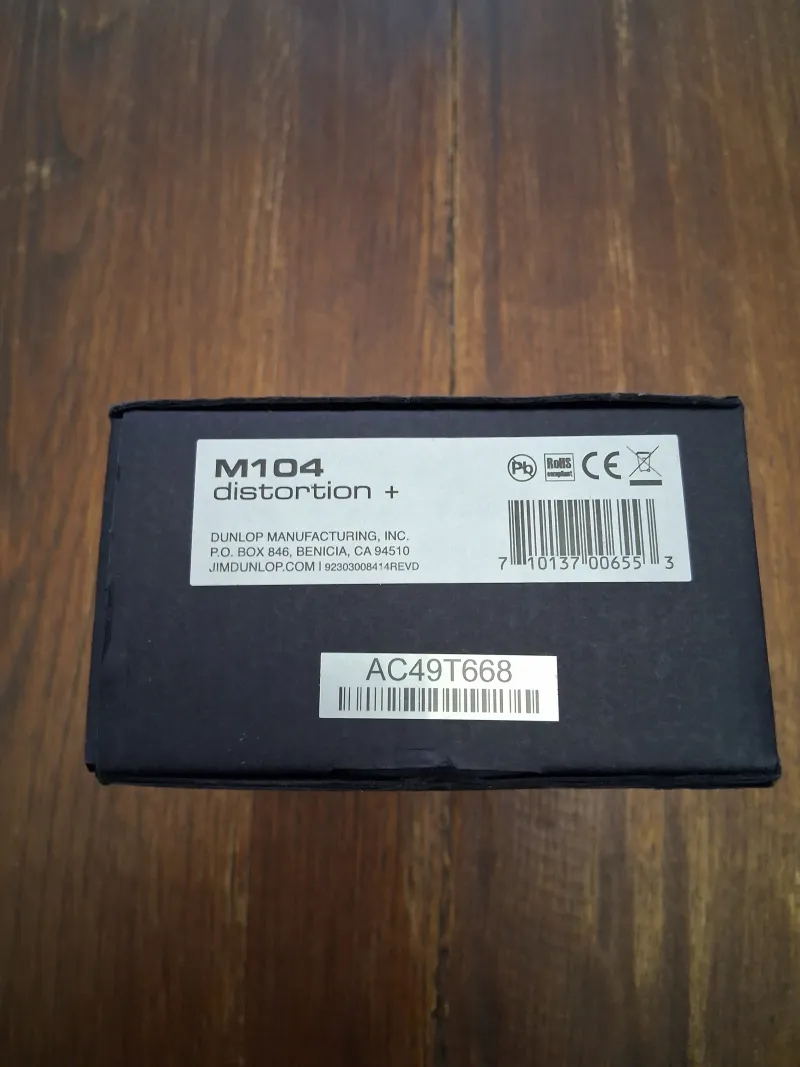 M104
distortion +
DUNLOP MANUFACTURING, INC.
P.O. BOX 846, BENICIA, CA 94510
JIMDUNLOP.COM | 92303008414REVD
Pb
RoHS
compliant
CE
7 10137 00655 3
AC49T668